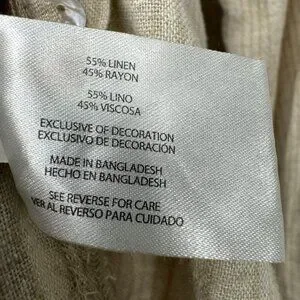 55% LINEN
45% RAYON
55% LINO
45% VISCOSA
EXCLUSIVE OF DECORATION
EXCLUSIVO DE DECORACIÓN
MADE IN BANGLADESH
HECHO EN BANGLADESH
SEE REVERSE FOR CARE
VER AL REVERSO PARA CUIDADO